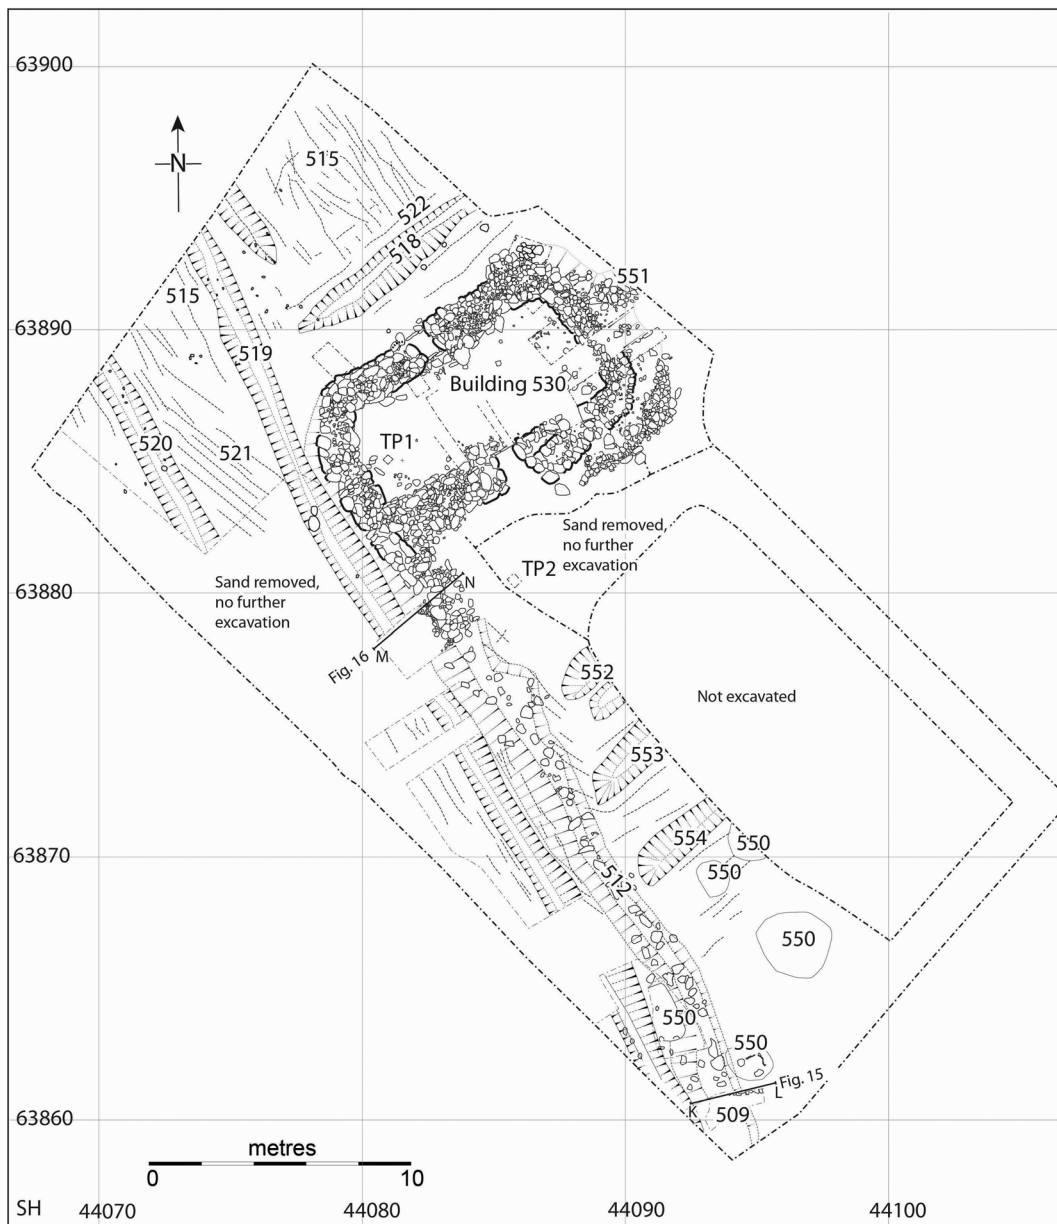 63900
N
515
522
518
551
515
63890
519
Building 530
TP1
520
521
Sand removed,
no further
excavation
TP2
Sand removed,
no further
excavation
63880
N
M
Fig. 16
552
Not excavated
553
554
550
550
63870
512
550
550
550
Fig. 15
L
K
509
63860
metres
0
10
SH
44070
44080
44090
44100